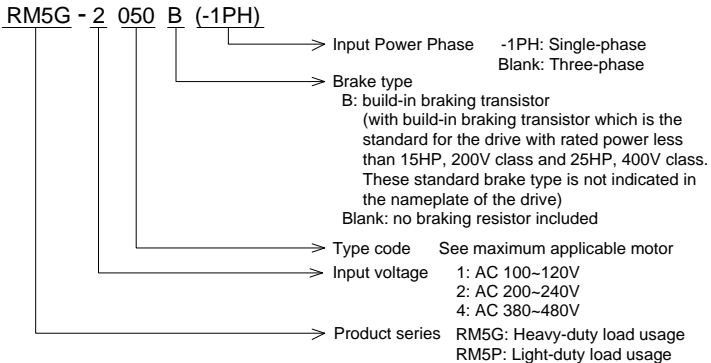 RM5G - 2 050 B (-1PH)
Input Power Phase -1PH: Single-phase
Blank: Three-phase
Brake type
B: build-in braking transistor
(with build-in braking transistor which is the
standard for the drive with rated power less
than 15HP, 200V class and 25HP, 400V class.
These standard brake type is not indicated in
the nameplate of the drive)
Blank: no braking resistor included
Type code See maximum applicable motor
Input voltage 1: AC 100~120V
2: AC 200~240V
4: AC 380~480V
Product series RM5G: Heavy-duty load usage
RM5P: Light-duty load usage